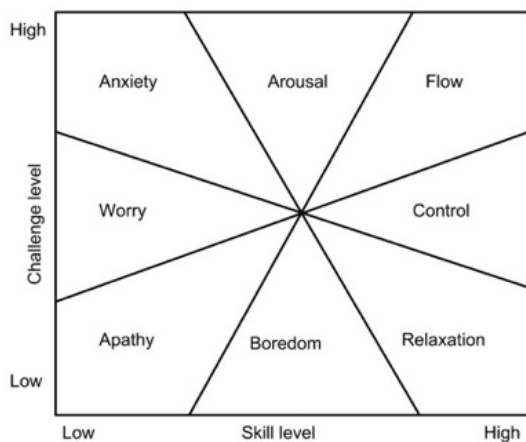 High
Anxiety
Arousal
Flow
Challenge level
Worry
Control
Apathy
Boredom
Relaxation
Low
Low
Skill level
High